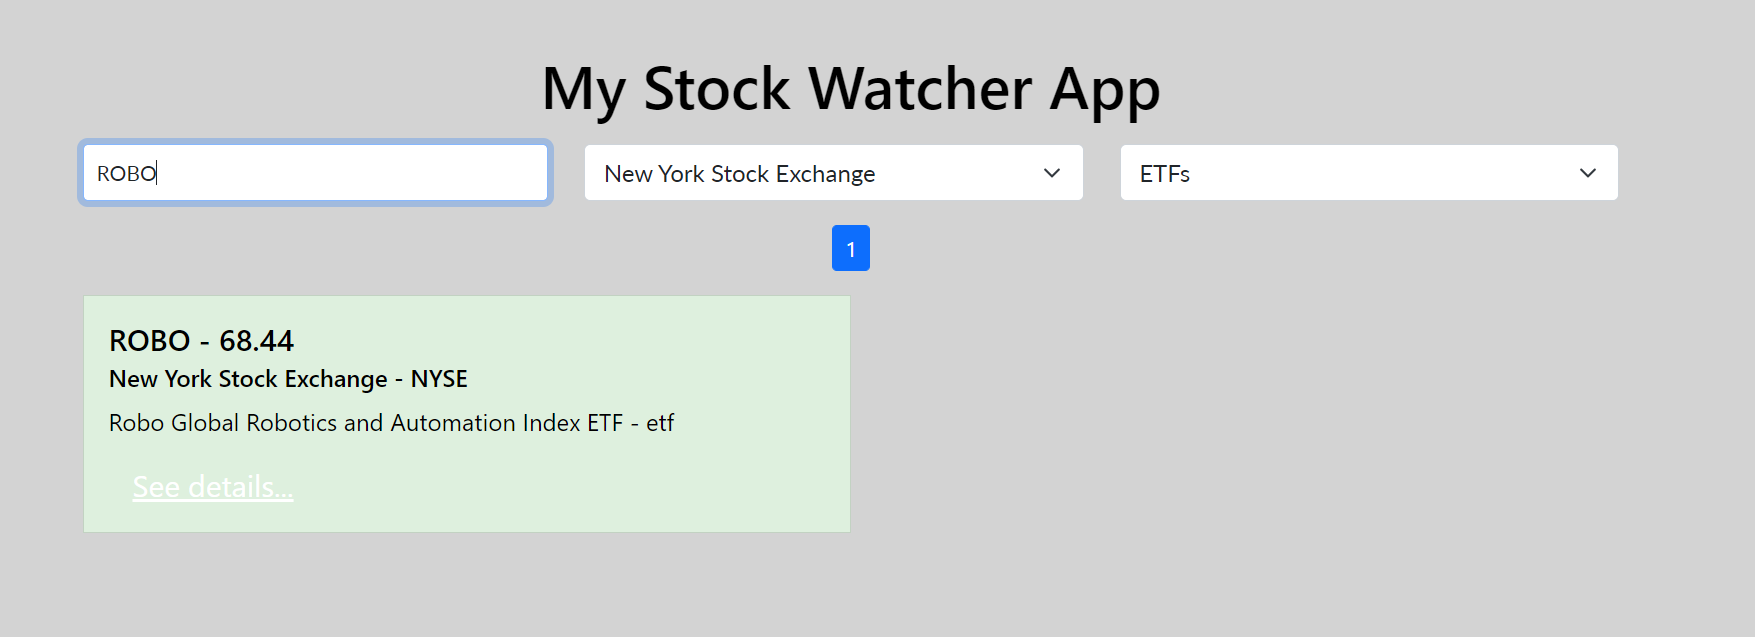 My Stock Watcher App
ROBO
New York Stock Exchange
ETFs
1
ROBO - 68.44
New York Stock Exchange - NYSE
Robo Global Robotics and Automation Index ETF - etf
See details...